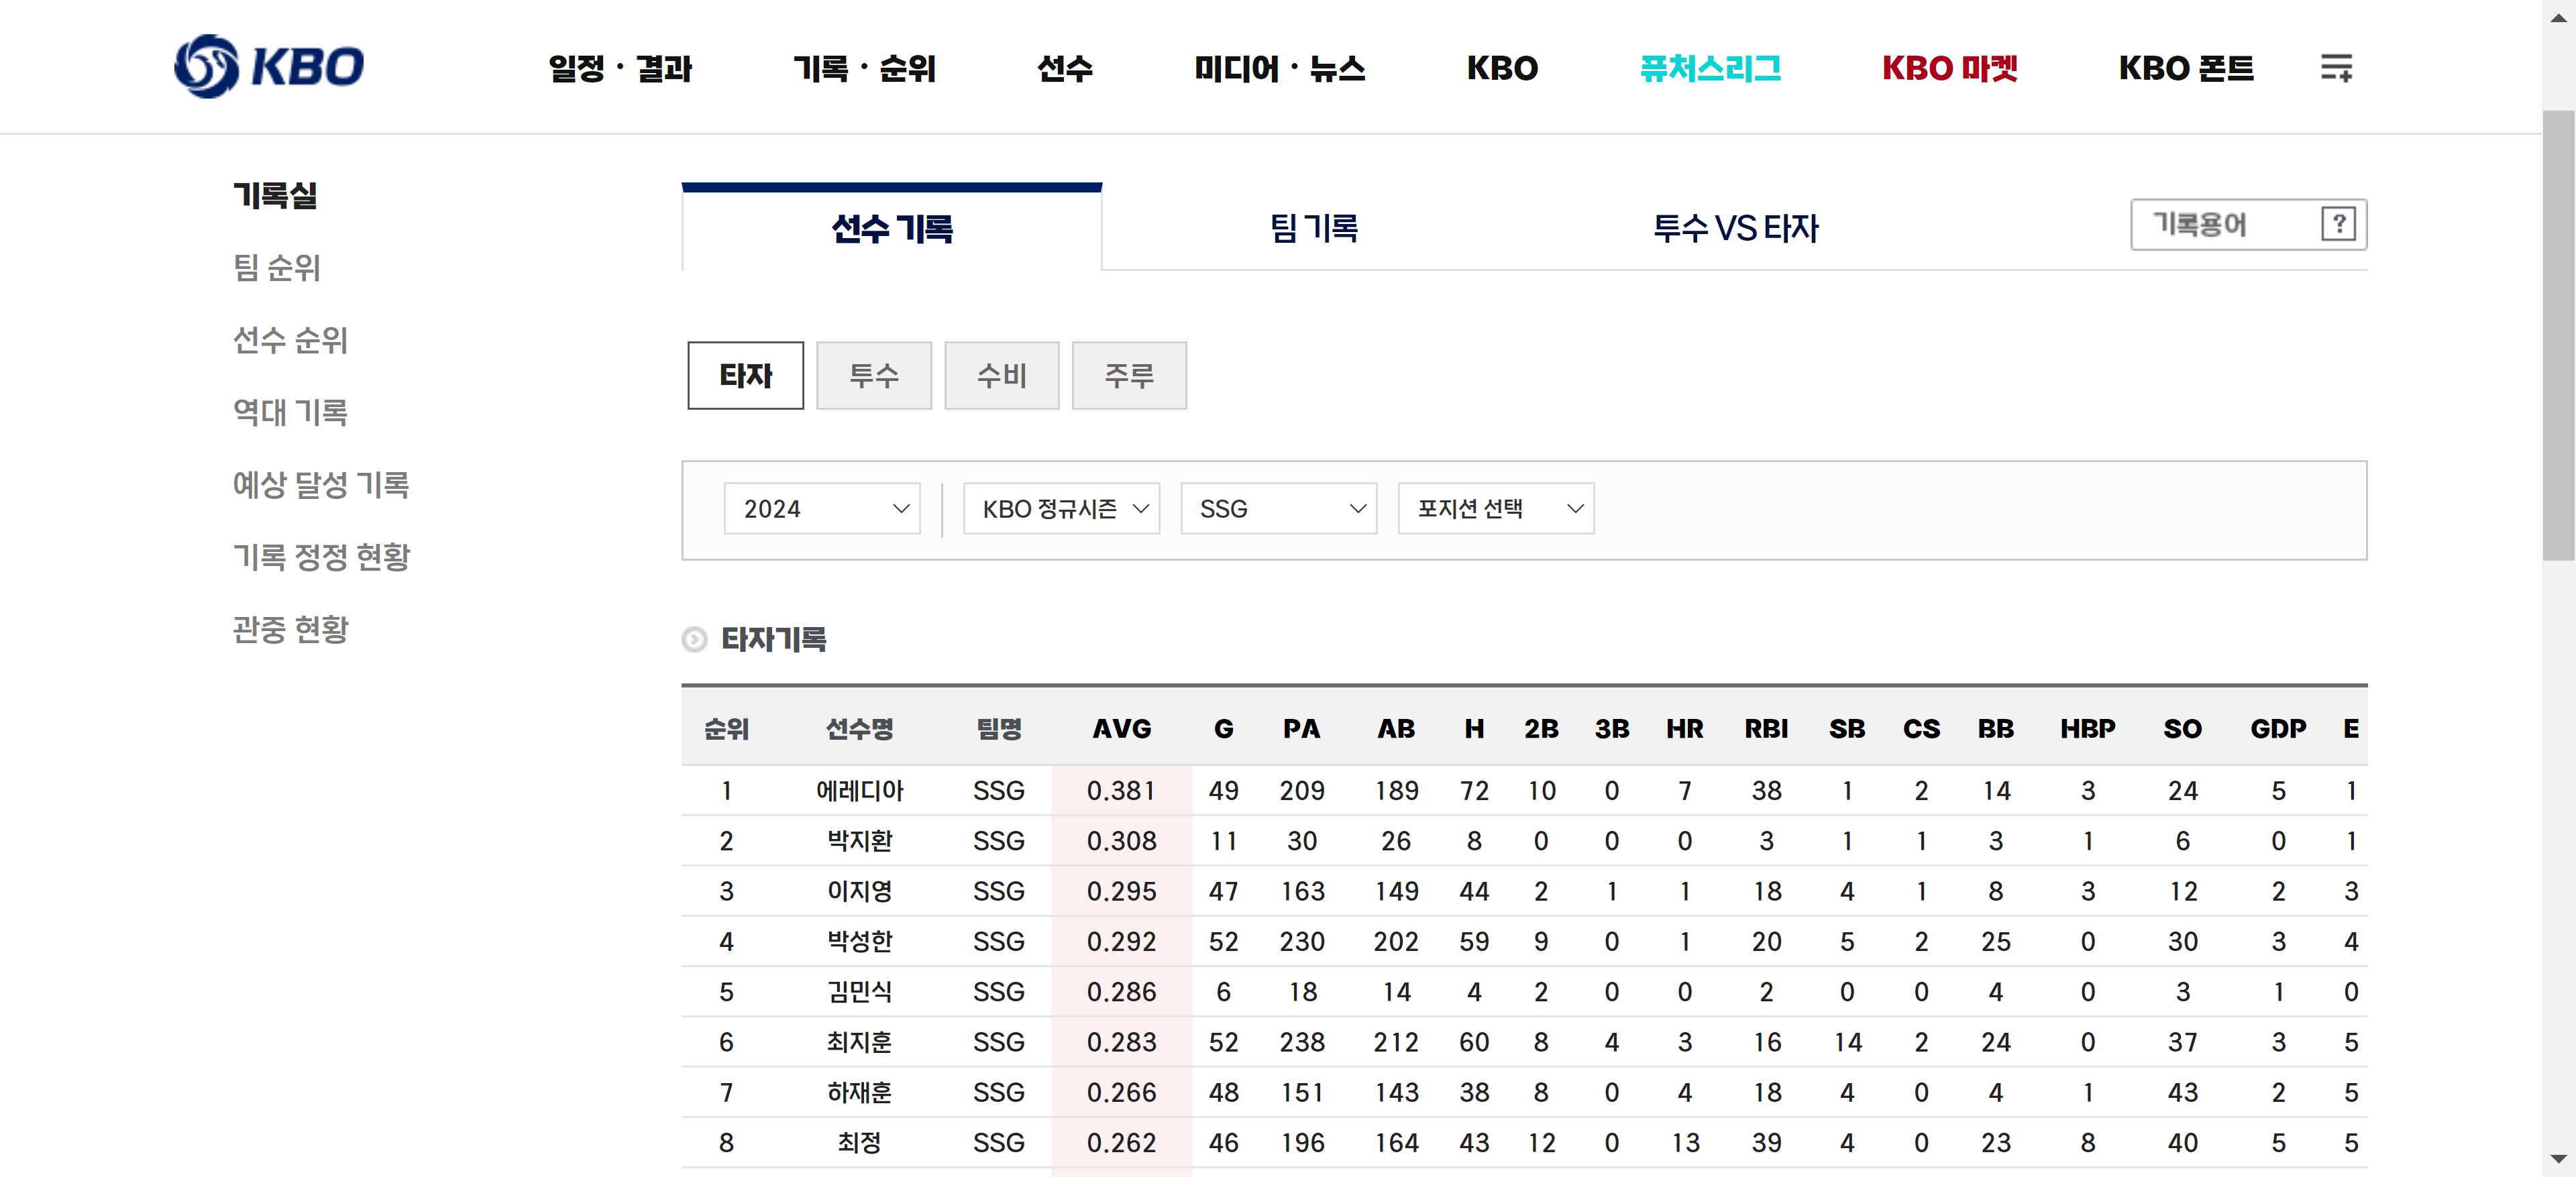 KBO 일정 · 결과 기록 · 순위 선수 미디어 · 뉴스 KBO 퓨처스리그 KBO 마켓 KBO 폰트
기록실
팀 순위
선수 순위
역대 기록
예상 달성 기록
기록 정정 현황
관중 현황
선수 기록 팀 기록 투수 VS 타자 기록용어 ?
타자 투수 수비 주루
2024 KBO 정규시즌 SSG 포지션 선택
타자기록
순위 선수명 팀명 AVG G PA AB H 2B 3B HR RBI SB CS BB HBP SO GDP E
1 에레디아 SSG 0.381 49 209 189 72 10 0 7 38 1 2 14 3 24 5 1
2 박지환 SSG 0.308 11 30 26 8 0 0 0 3 1 1 3 1 6 0 1
3 이지영 SSG 0.295 47 163 149 44 2 1 1 18 4 1 8 3 12 2 3
4 박성한 SSG 0.292 52 230 202 59 9 0 1 20 5 2 25 0 30 3 4
5 김민식 SSG 0.286 6 18 14 4 2 0 0 2 0 0 4 0 3 1 0
6 최지훈 SSG 0.283 52 238 212 60 8 4 3 16 14 2 24 0 37 3 5
7 하재훈 SSG 0.266 48 151 143 38 8 0 4 18 4 0 4 1 43 2 5
8 최정 SSG 0.262 46 196 164 43 12 0 13 39 4 0 23 8 40 5 5